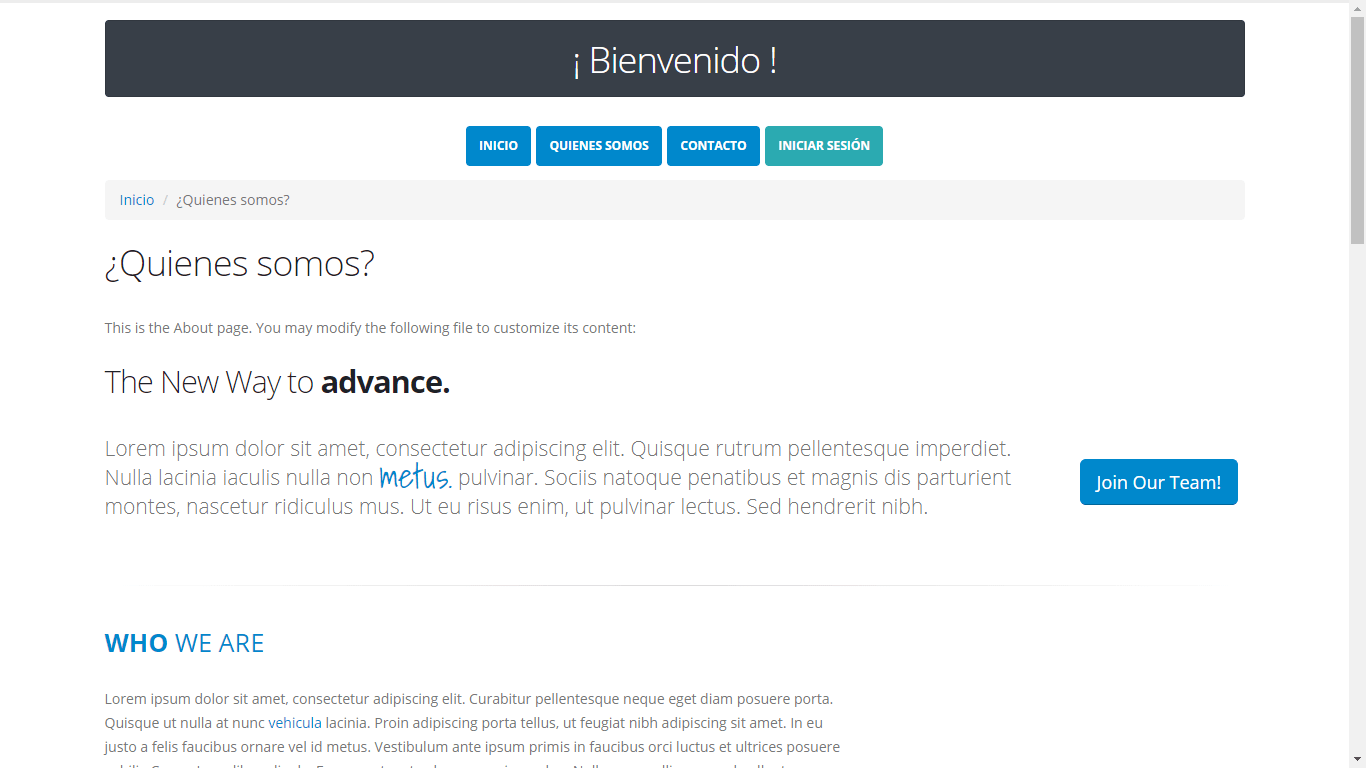 ¡ Bienvenido !
INICIO QUIENES SOMOS CONTACTO INICIAR SESIÓN
Inicio / ¿Quienes somos?
¿Quienes somos?
This is the About page. You may modify the following file to customize its content:
The New Way to advance.
Lorem ipsum dolor sit amet, consectetur adipiscing elit. Quisque rutrum pellentesque imperdiet.
Nulla lacinia iaculis nulla non metus. pulvinar. Sociis natoque penatibus et magnis dis parturient
montes, nascetur ridiculus mus. Ut eu risus enim, ut pulvinar lectus. Sed hendrerit nibh.
Join Our Team!
WHO WE ARE
Lorem ipsum dolor sit amet, consectetur adipiscing elit. Curabitur pellentesque neque eget diam posuere porta.
Quisque ut nulla at nunc vehicula lacinia. Proin adipiscing porta tellus, ut feugiat nibh adipiscing sit amet. In eu
justo a felis faucibus ornare vel id metus. Vestibulum ante ipsum primis in faucibus orci luctus et ultrices posuere